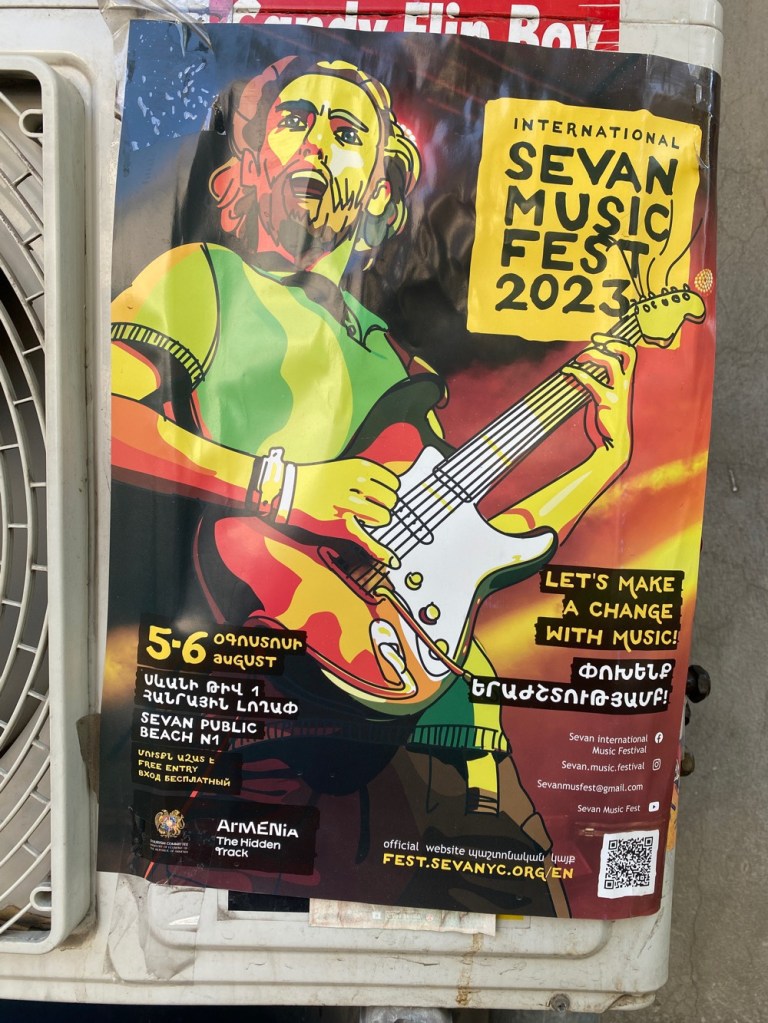 Candy Flip Boy
INTERNATIONAL
SEVAN
MUSIC
FEST
2023
LET'S MAKE
A CHANGE
WITH MUSIC!
ՓՈԽԵՆՔ
ԵՐԱԺՇՏՈՒԹՅԱՄԲ!
5-6 ՕԳՈՍՏՈՍԻ
AUGUST
ՍԵՎԱՆԻ ԹԻՎ 1
ՀԱՆՐԱՅԻՆ ԼՈՂԱՓ
SEVAN PUBLIC
BEACH N1
ՄՈՒՏՔՆ ԱԶԱՏ Է
FREE ENTRY
ВХОД БЕСПЛАТНЫЙ
Sevan international
Music Festival
Sevan.music.festival
Sevanmusfest@gmail.com
Sevan Music Fest
ARMENIA
The Hidden
Track
official website պաշտոնական կայք
FEST.SEVANYC.ORG/EN